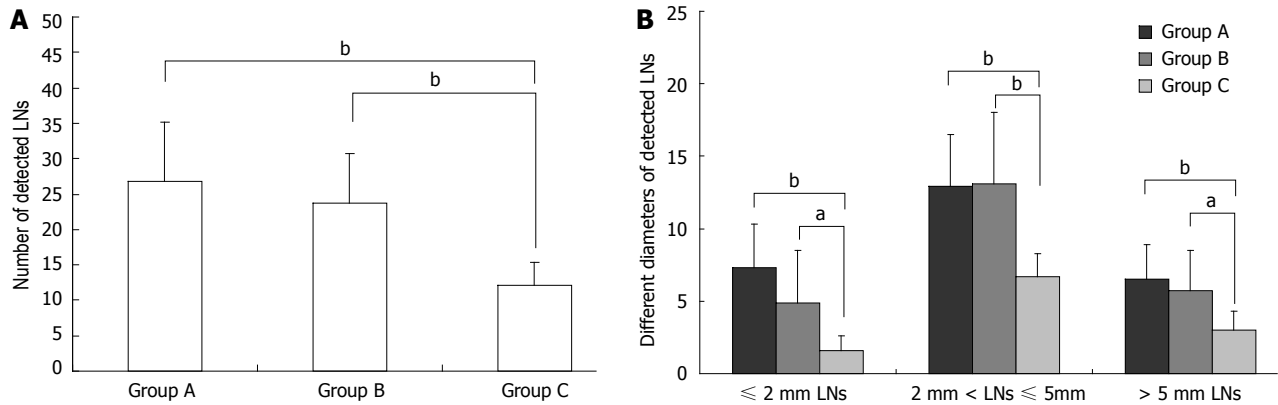 A
Number of detected LNs
50
45
40
35
30
25
20
15
10
5
0
b
b
Group A
Group B
Group C
B
Different diameters of detected LNs
25
20
15
10
5
0
Group A
Group B
Group C
b
a
b
b
b
a
≤ 2 mm LNs
2 mm < LNs ≤ 5mm
> 5 mm LNs